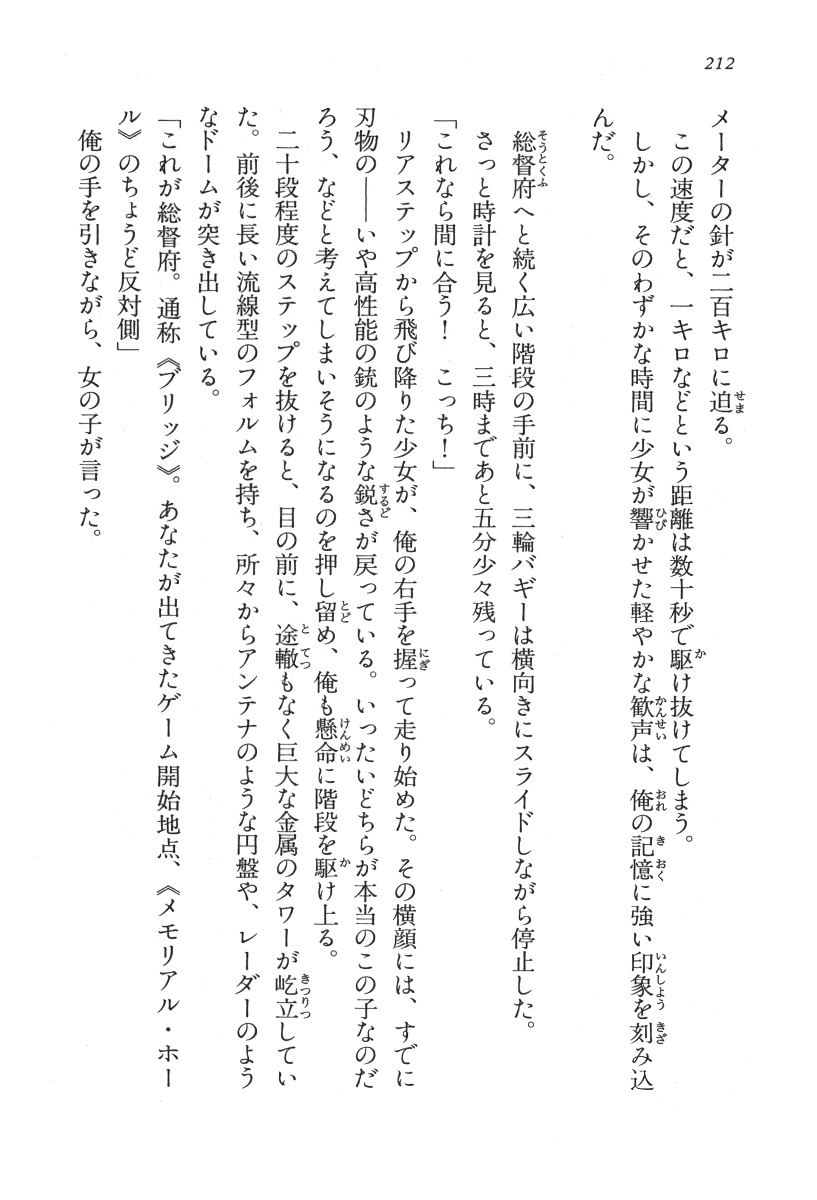 212
メーターの針が二百キロに迫る。
この速度だと、一キロなどという距離は数十秒で駆け抜けてしまう。
しかし、そのわずかな時間に少女が響かせた軽やかな歓声は、俺の記憶に強い印象を刻み込
んだ。
総督府へと続く広い階段の手前に、三輪バギーは横向きにスライドしながら停止した。
さっと時計を見ると、三時まであと五分少々残っている。
「これなら間に合う！　こっち！」
リアステップから飛び降りた少女が、俺の右手を握って走り始めた。その横顔には、すでに
刃物の――いや高性能の銃のような鋭さが戻っている。いったいどちらが本当のこの子なのだ
ろう、などと考えてしまいそうになるのを押し留め、俺も懸命に階段を駆け上る。
二十段程度のステップを抜けると、目の前に、途轍もなく巨大な金属のタワーが屹立してい
た。前後に長い流線型のフォルムを持ち、所々からアンテナのような円盤や、レーダーのよう
なドームが突き出している。
「これが総督府。通称《ブリッジ》。あなたが出てきたゲーム開始地点、《メモリアル・ホー
ル》のちょうど反対側」
俺の手を引きながら、女の子が言った。